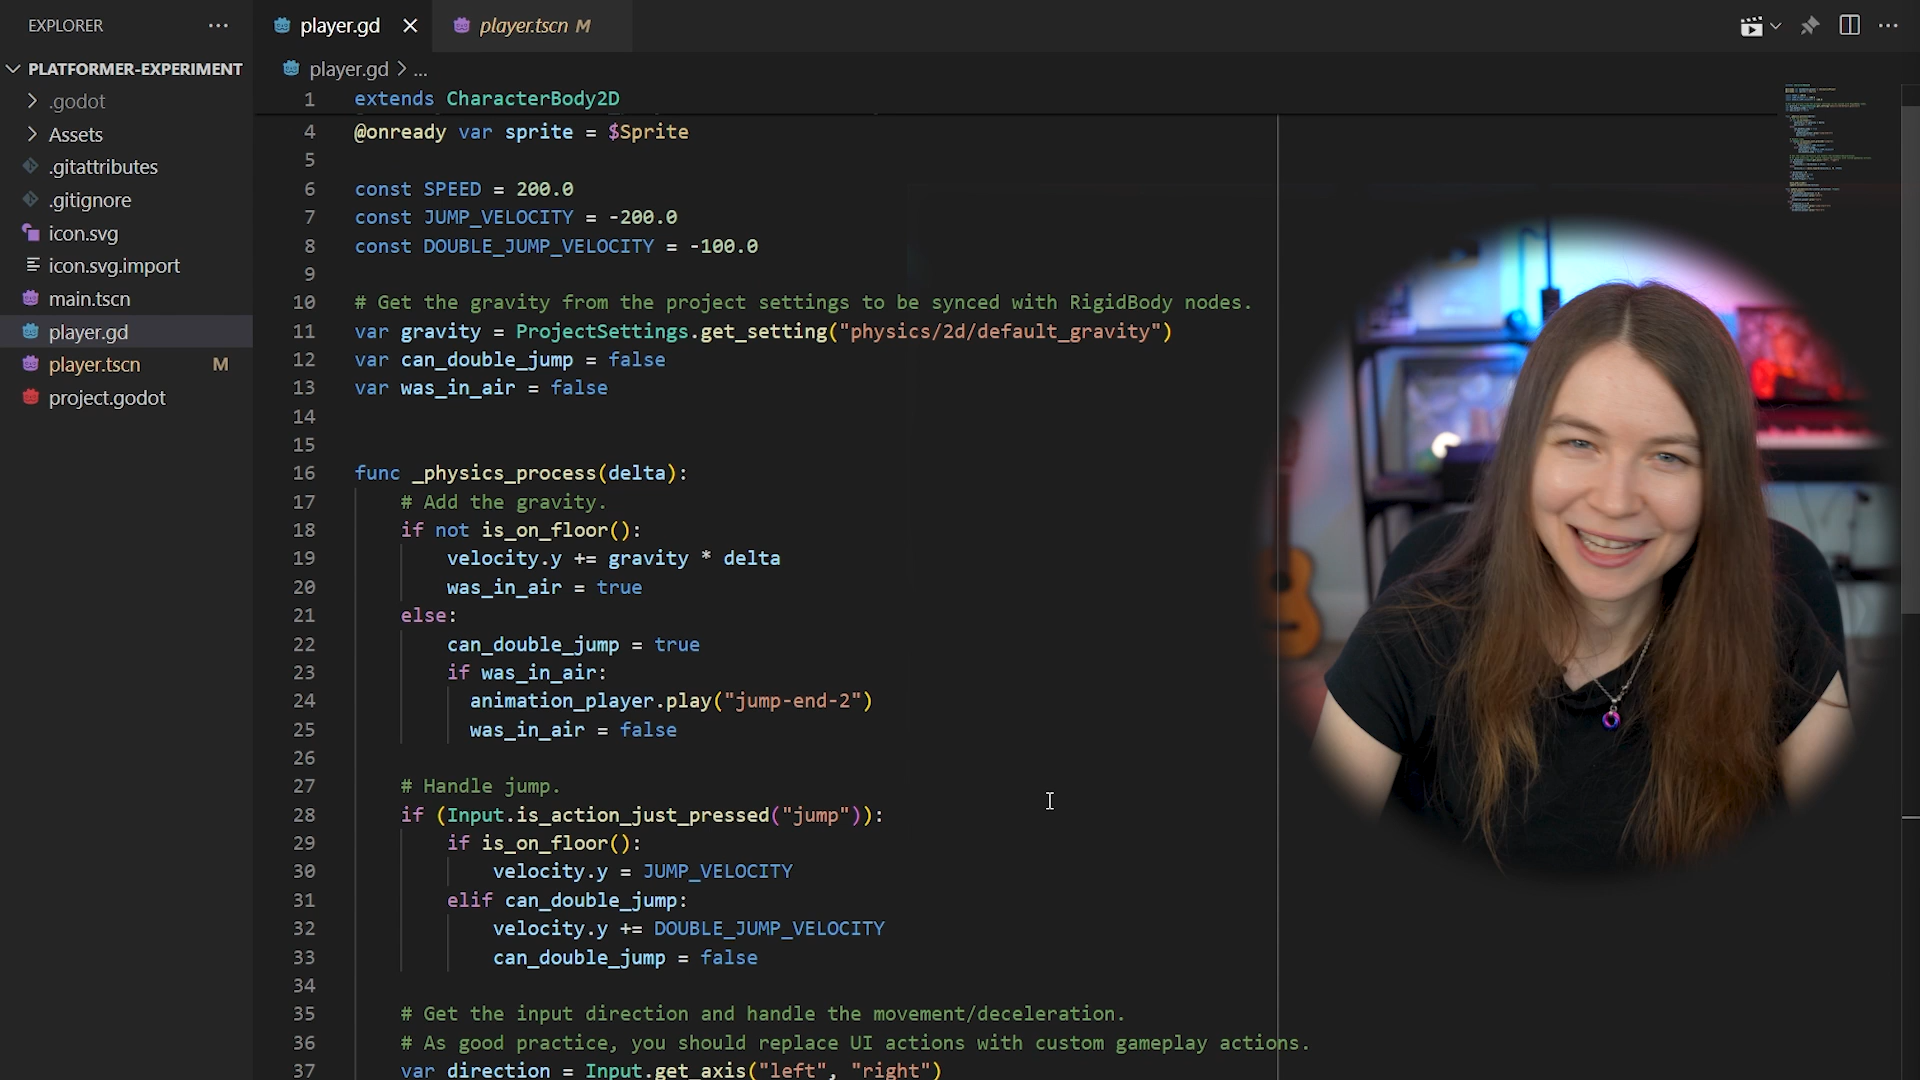 EXPLORER
PLATFORMER-EXPERIMENT
.godot
Assets
.gitattributes
.gitignore
icon.svg
icon.svg.import
main.tscn
player.gd
player.tscn M
project.godot
player.gd
player.tscn M
player.gd > ...
1 extends CharacterBody2D
4 @onready var sprite = $Sprite
5
6 const SPEED = 200.0
7 const JUMP_VELOCITY = -200.0
8 const DOUBLE_JUMP_VELOCITY = -100.0
9
10 # Get the gravity from the project settings to be synced with RigidBody nodes.
11 var gravity = ProjectSettings.get_setting("physics/2d/default_gravity")
12 var can_double_jump = false
13 var was_in_air = false
14
15
16 func _physics_process(delta):
17 # Add the gravity.
18 if not is_on_floor():
19 velocity.y += gravity * delta
20 was_in_air = true
21 else:
22 can_double_jump = true
23 if was_in_air:
24 animation_player.play("jump-end-2")
25 was_in_air = false
26
27 # Handle jump.
28 if (Input.is_action_just_pressed("jump")):
29 if is_on_floor():
30 velocity.y = JUMP_VELOCITY
31 elif can_double_jump:
32 velocity.y += DOUBLE_JUMP_VELOCITY
33 can_double_jump = false
34
35 # Get the input direction and handle the movement/deceleration.
36 # As good practice, you should replace UI actions with custom gameplay actions.
37 var direction = Input.get_axis("left", "right")